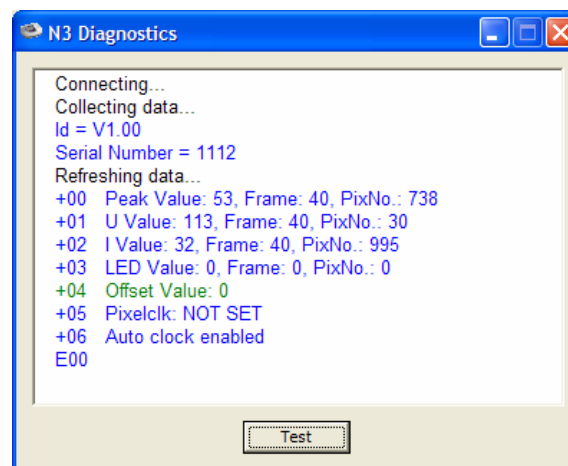 N3 Diagnostics
Connecting...
Collecting data...
Id = V1.00
Serial Number = 1112
Refreshing data...
+00 Peak Value: 53, Frame: 40, PixNo.: 738
+01 U Value: 113, Frame: 40, PixNo.: 30
+02 I Value: 32, Frame: 40, PixNo.: 995
+03 LED Value: 0, Frame: 0, PixNo.: 0
+04 Offset Value: 0
+05 Pixelclk: NOT SET
+06 Auto clock enabled
E00
Test